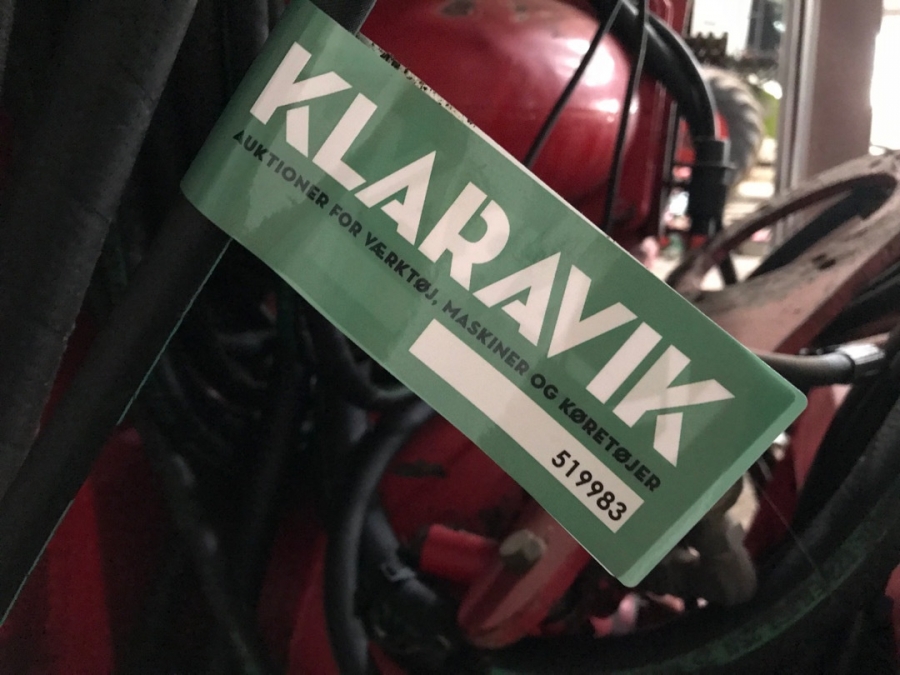 KLARAVIK
AUKTIONER FOR VÆRKTØJ, MASKINER OG KØRETØJER
519983